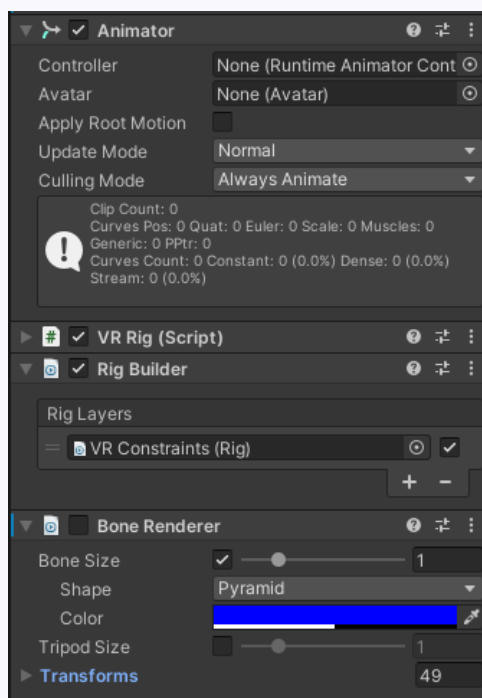 Animator
Controller None (Runtime Animator Cont
Avatar None (Avatar)
Apply Root Motion
Update Mode Normal
Culling Mode Always Animate
Clip Count: 0
Curves Pos: 0 Quat: 0 Euler: 0 Scale: 0 Muscles: 0
Generic: 0 PPtr: 0
Curves Count: 0 Constant: 0 (0.0%) Dense: 0 (0.0%)
Stream: 0 (0.0%)
# VR Rig (Script)
Rig Builder
Rig Layers
VR Constraints (Rig)
+ -
Bone Renderer
Bone Size 1
Shape Pyramid
Color
Tripod Size 1
Transforms 49